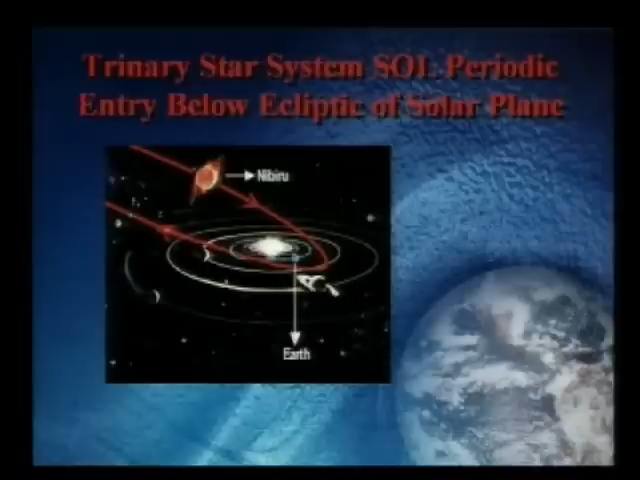 Trinary Star System SOL Periodic
Entry Below Ecliptic of Solar Plane
Nibiru
Earth